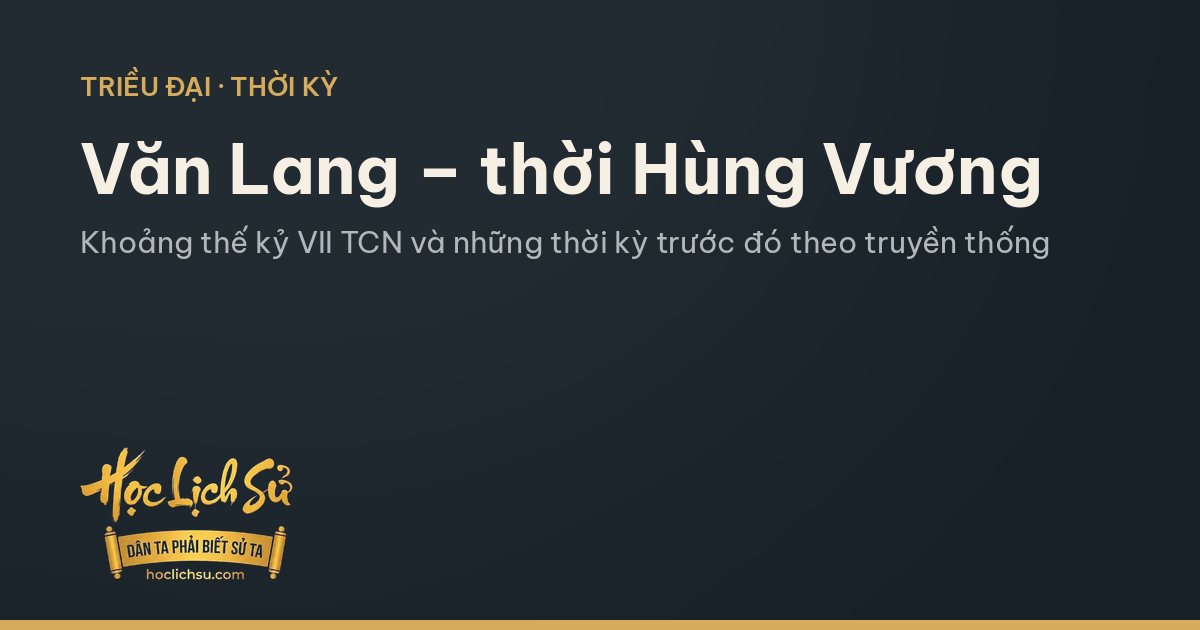 TRIỀU ĐẠI · THỜI KỲ
Văn Lang – thời Hùng Vương
Khoảng thế kỷ VII TCN và những thời kỳ trước đó theo truyền thống
Học Lịch Sử
DÂN TA PHẢI BIẾT SỬ TA
hoclichsu.com